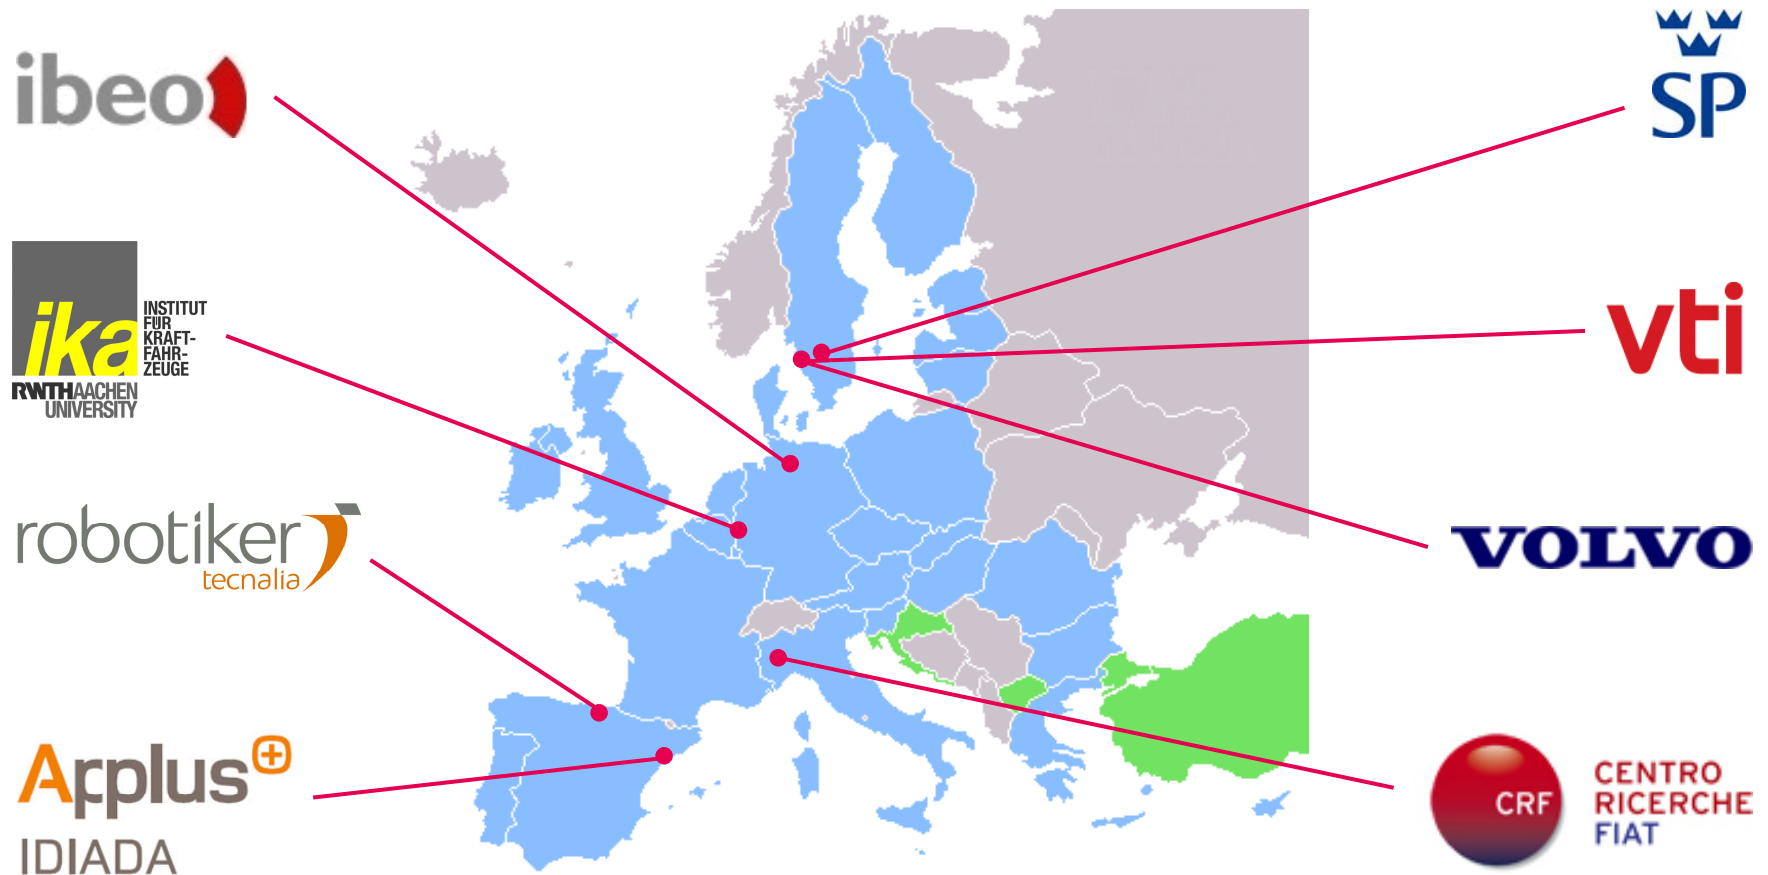 ibeo
ika
INSTITUT
FÜR
KRAFT-
FAHR-
ZEUGE
RWTHAACHEN
UNIVERSITY
robotiker
tecnalia
Applus+
IDIADA
SP
vti
VOLVO
CRF
CENTRO
RICERCHE
FIAT